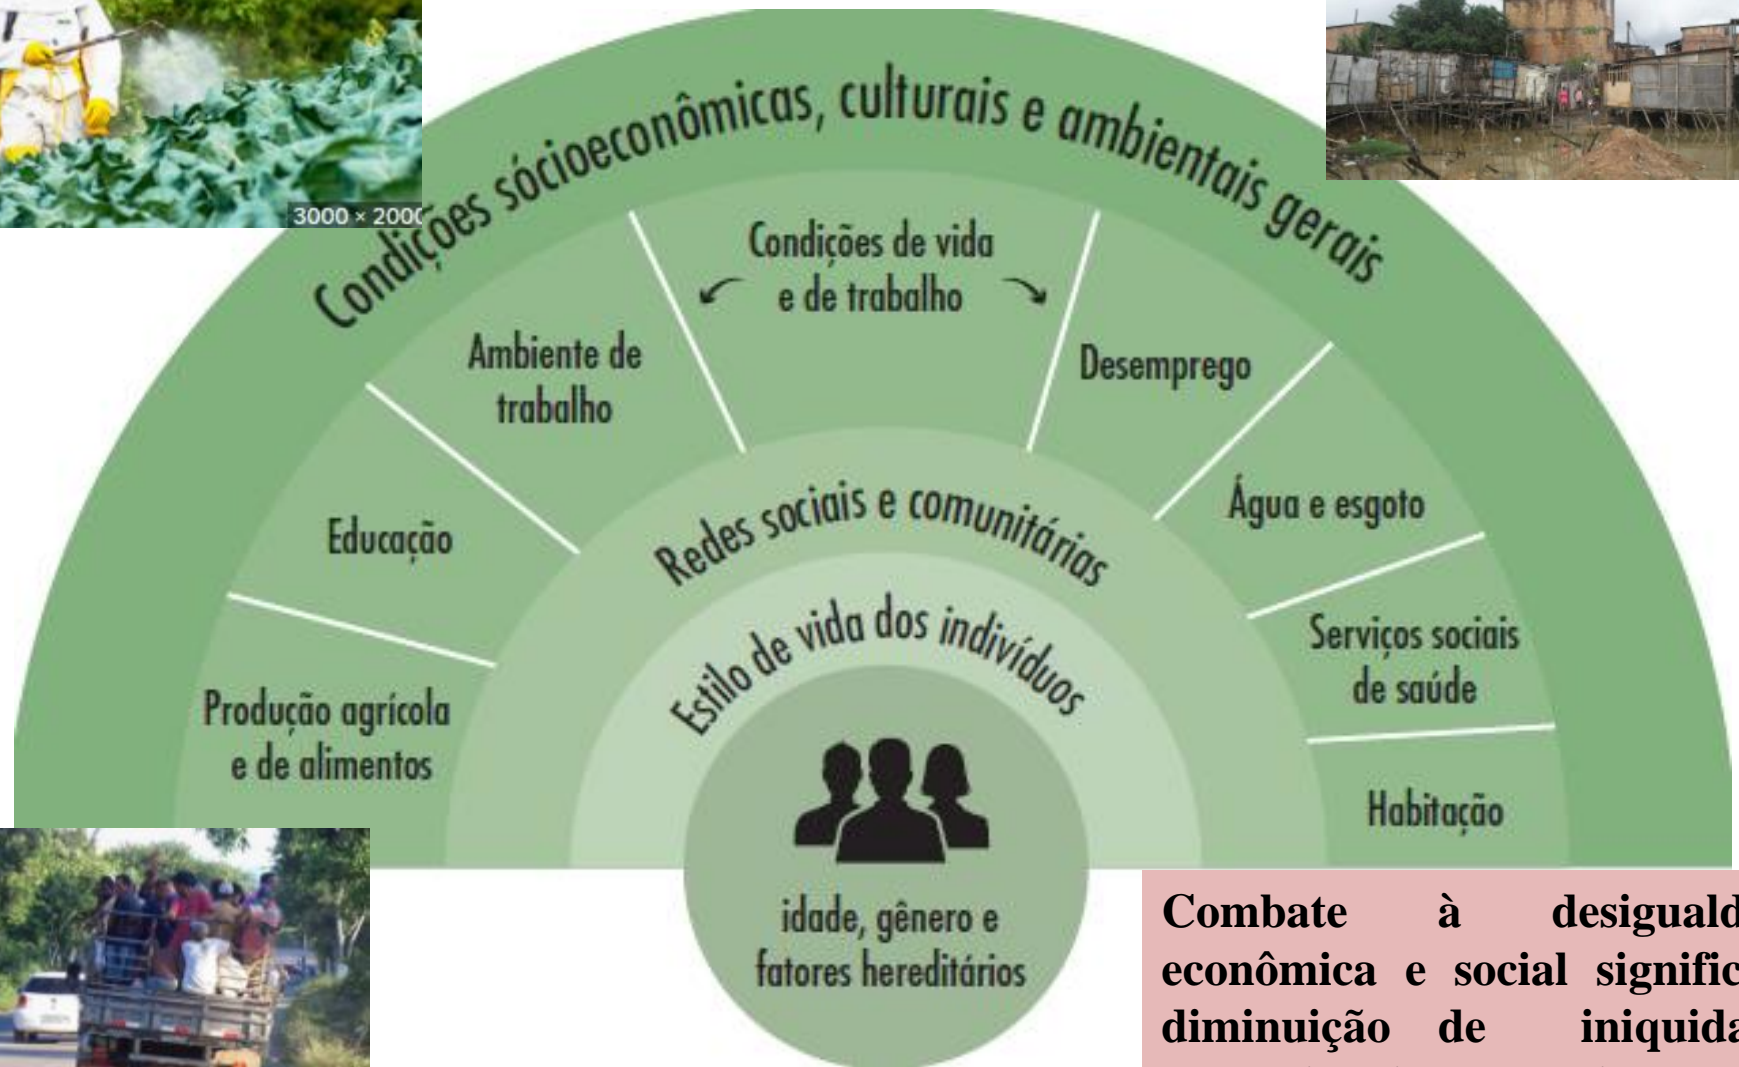 3000 × 2000
Condições sócioeconômicas, culturais e ambientais gerais
Condições de vida
e de trabalho
Ambiente de
trabalho
Desemprego
Educação
Água e esgoto
Produção agrícola
e de alimentos
Serviços sociais
de saúde
Habitação
Redes sociais e comunitárias
Estilo de vida dos indivíduos
idade, gênero e
fatores hereditários
Combate à
econômica e social
diminuição de